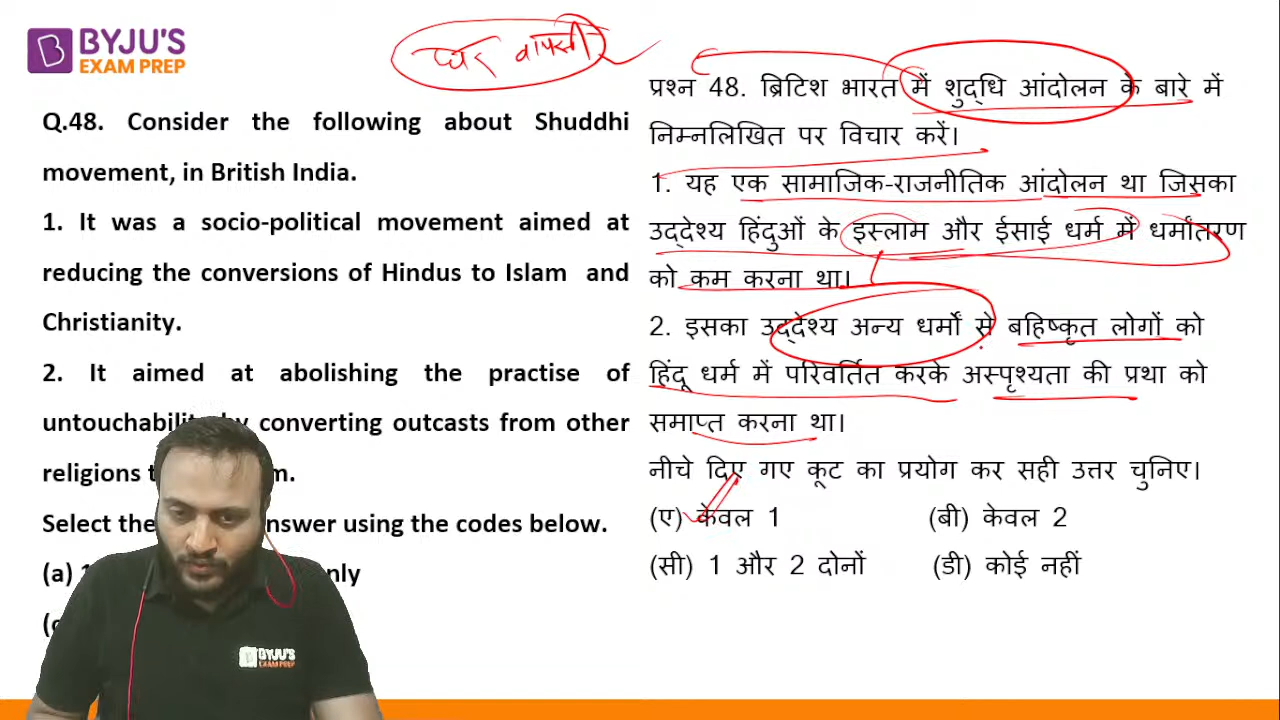 BYJU'S
EXAM PREP
घर वापसी
Q.48. Consider the following about Shuddhi
movement, in British India.
1. It was a socio-political movement aimed at
reducing the conversions of Hindus to Islam and
Christianity.
2. It aimed at abolishing the practise of
untouchability by converting outcasts from other
religions
Select the answer using the codes below.
(a)
प्रश्न 48. ब्रिटिश भारत में शुद्धि आंदोलन के बारे में
निम्नलिखित पर विचार करें।
1. यह एक सामाजिक-राजनीतिक आंदोलन था जिसका
उद्देश्य हिंदुओं के इस्लाम और ईसाई धर्म में धर्मांतरण
को कम करना था।
2. इसका उद्देश्य अन्य धर्मों से बहिष्कृत लोगों को
हिंदू धर्म में परिवर्तित करके अस्पृश्यता की प्रथा को
समाप्त करना था।
नीचे दिए गए कूट का प्रयोग कर सही उत्तर चुनिए।
(ए) केवल 1 (बी) केवल 2
(सी) 1 और 2 दोनों (डी) कोई नहीं
BYJU'S
EXAM PREP